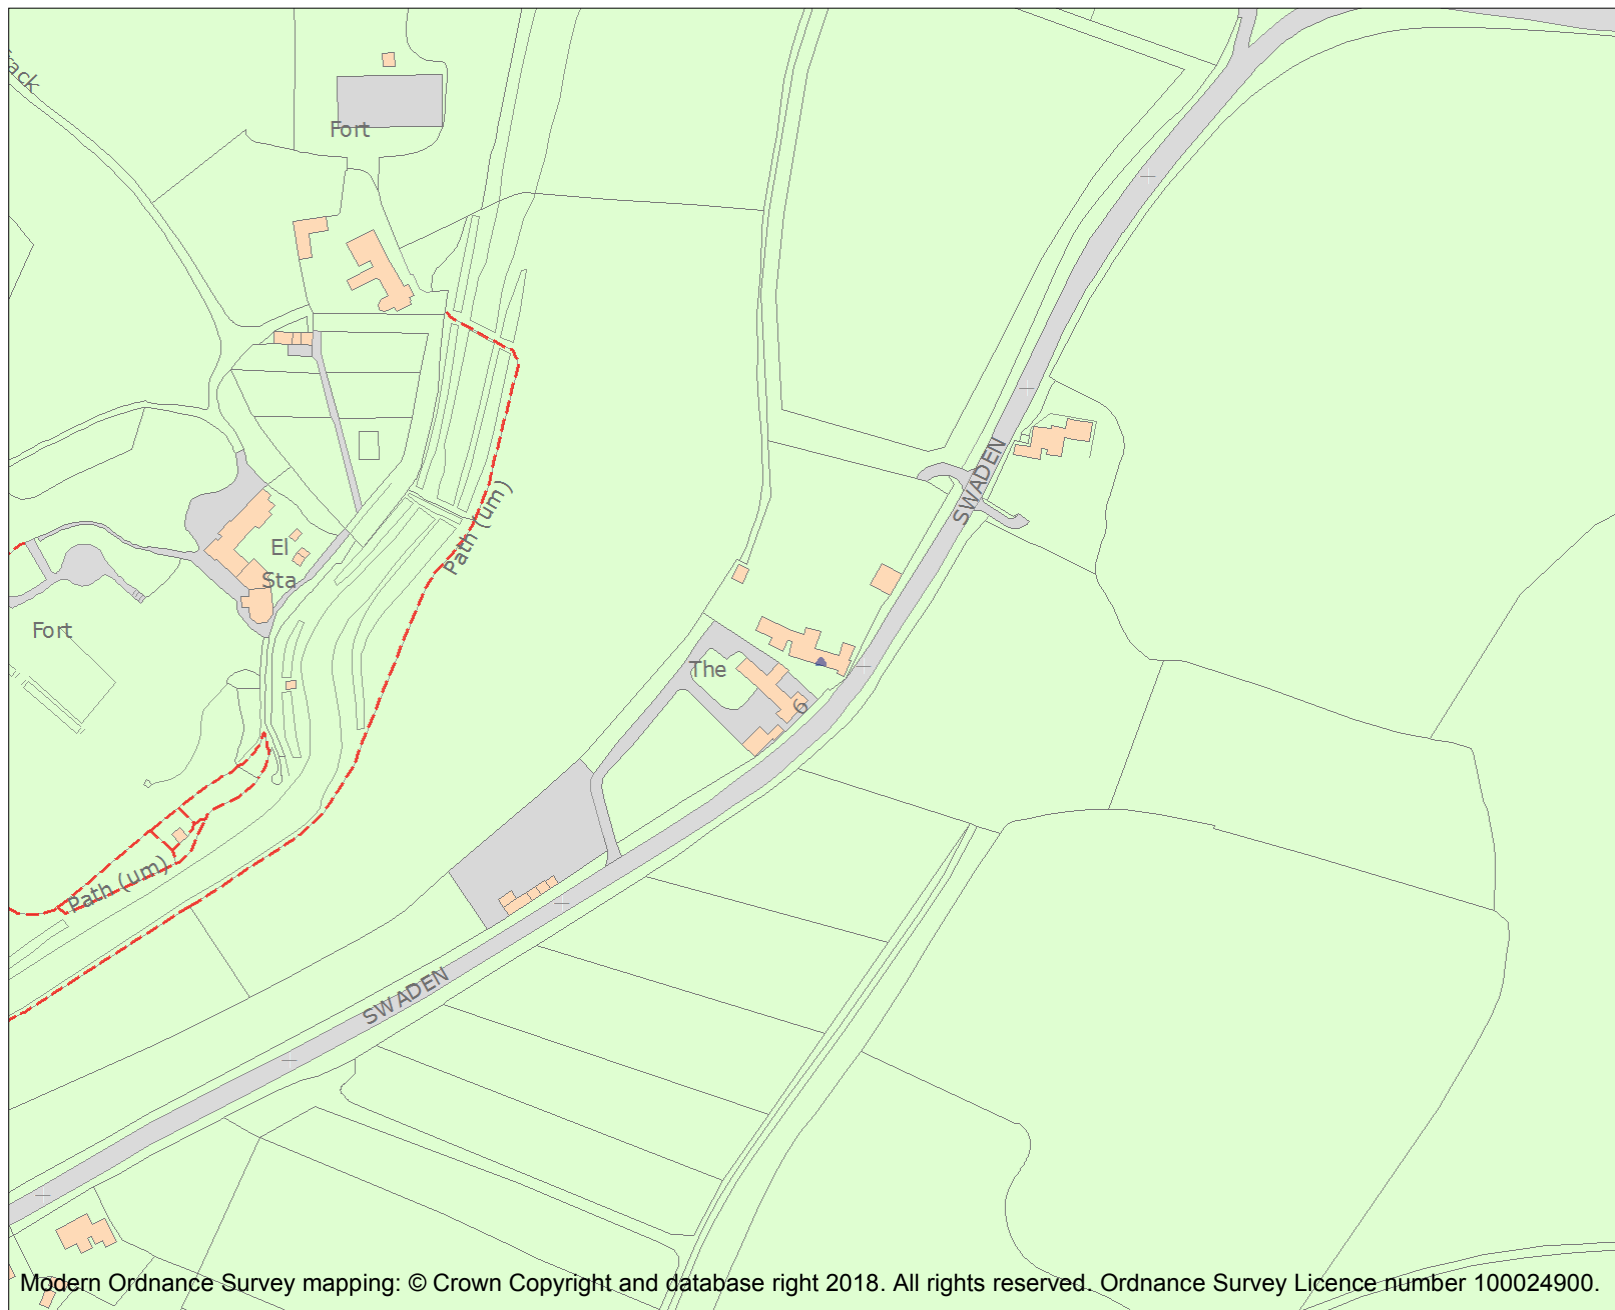 ack
Fort
SWADEN
Path (um)
El
Sta
Fort
The
6
Path (um)
SWADEN
Modern Ordnance Survey mapping: © Crown Copyright and database right 2018. All rights reserved. Ordnance Survey Licence number 100024900.